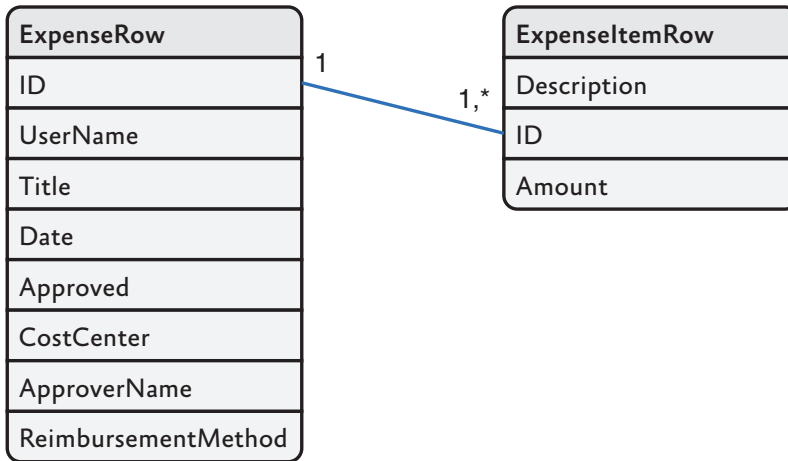 ExpenseRow
ID
UserName
Title
Date
Approved
CostCenter
ApproverName
ReimbursementMethod
1
1,*
ExpenseItemRow
Description
ID
Amount